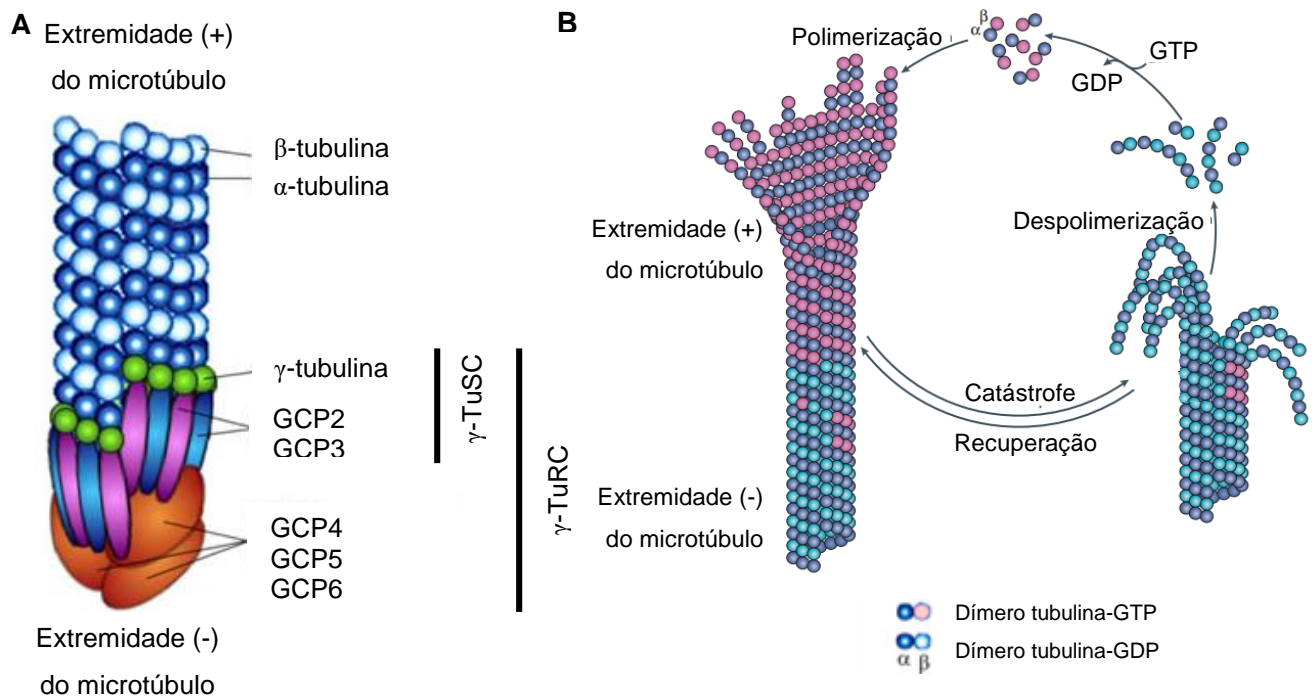 A
Extremidade (+)
do microtúbulo
β-tubulina
α-tubulina
γ-tubulina
GCP2
GCP3
GCP4
GCP5
GCP6
γ-TuSC
γ-TuRC
Extremidade (-)
do microtúbulo
B
Polimerização
β
α
GTP
GDP
Despolimerização
Extremidade (+)
do microtúbulo
Catástrofe
Recuperação
Extremidade (-)
do microtúbulo
Dímero tubulina-GTP
Dímero tubulina-GDP
α β